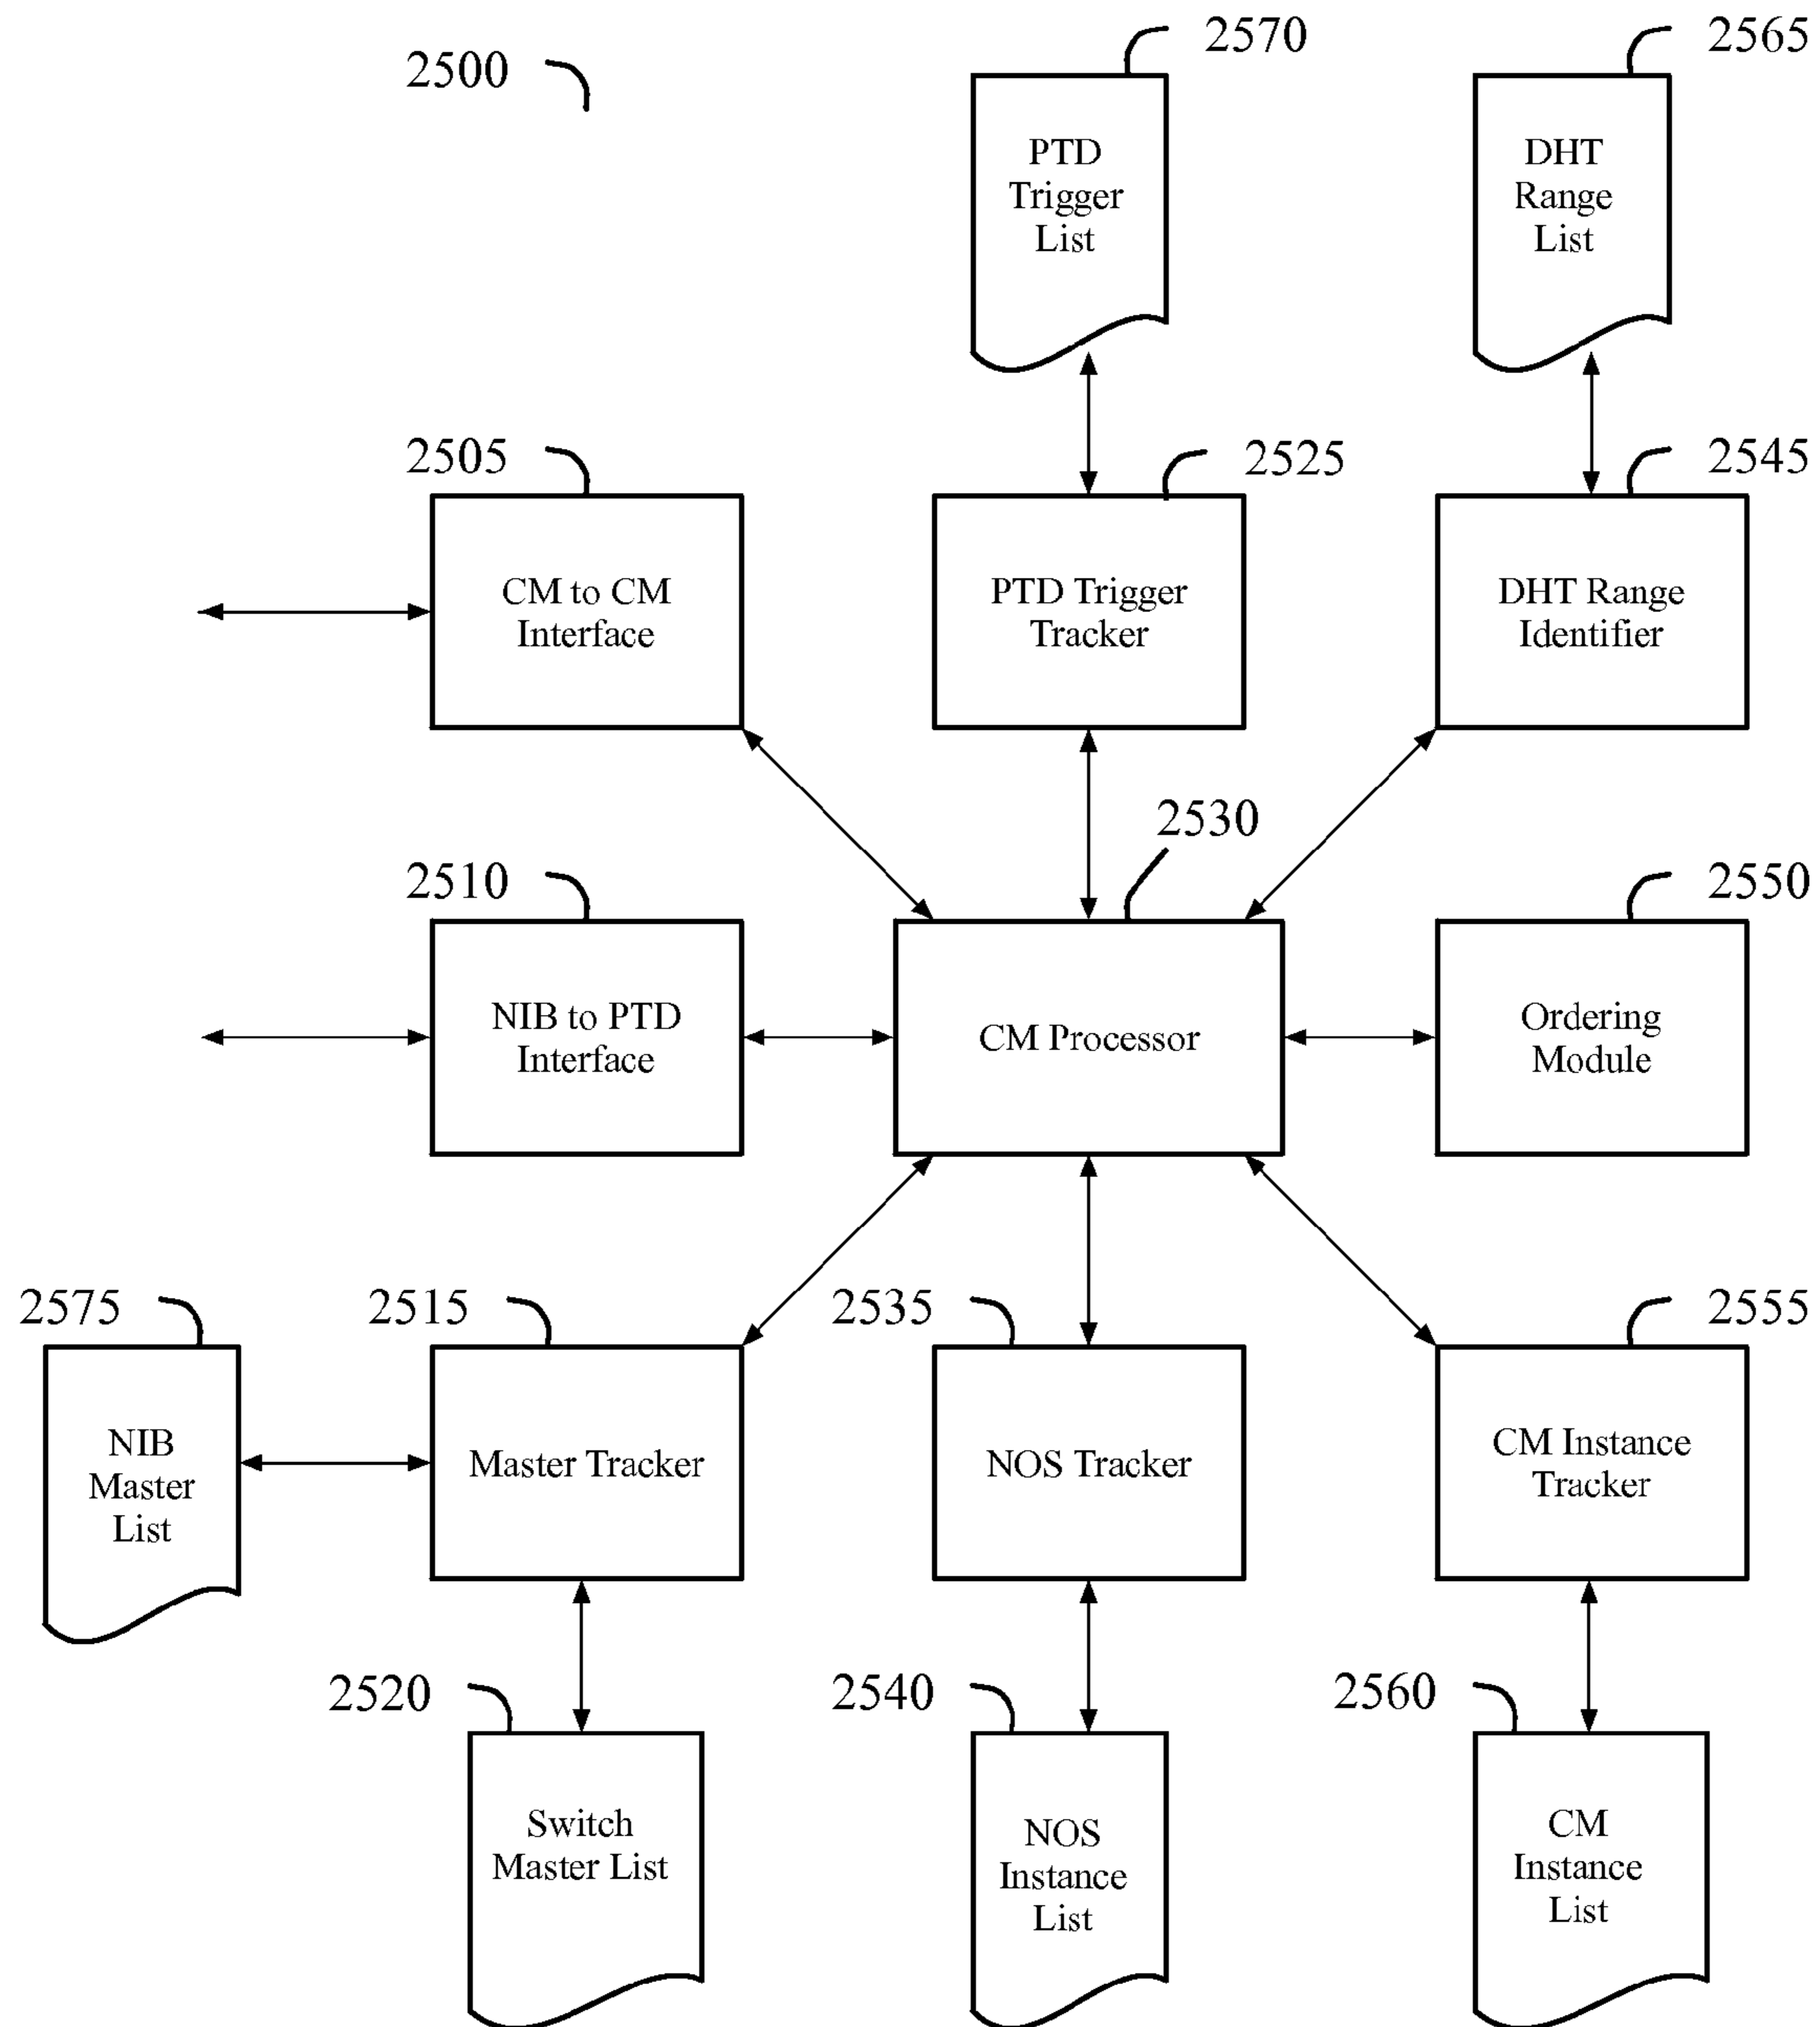 2500
2570
2565
PTD
Trigger
List
DHT
Range
List
2505
2525
2545
CM to CM
Interface
PTD Trigger
Tracker
DHT Range
Identifier
2510
2530
2550
NIB to PTD
Interface
CM Processor
Ordering
Module
2575
2515
2535
2555
NIB
Master
List
Master Tracker
NOS Tracker
CM Instance
Tracker
2520
2540
2560
Switch
Master List
NOS
Instance
List
CM
Instance
List